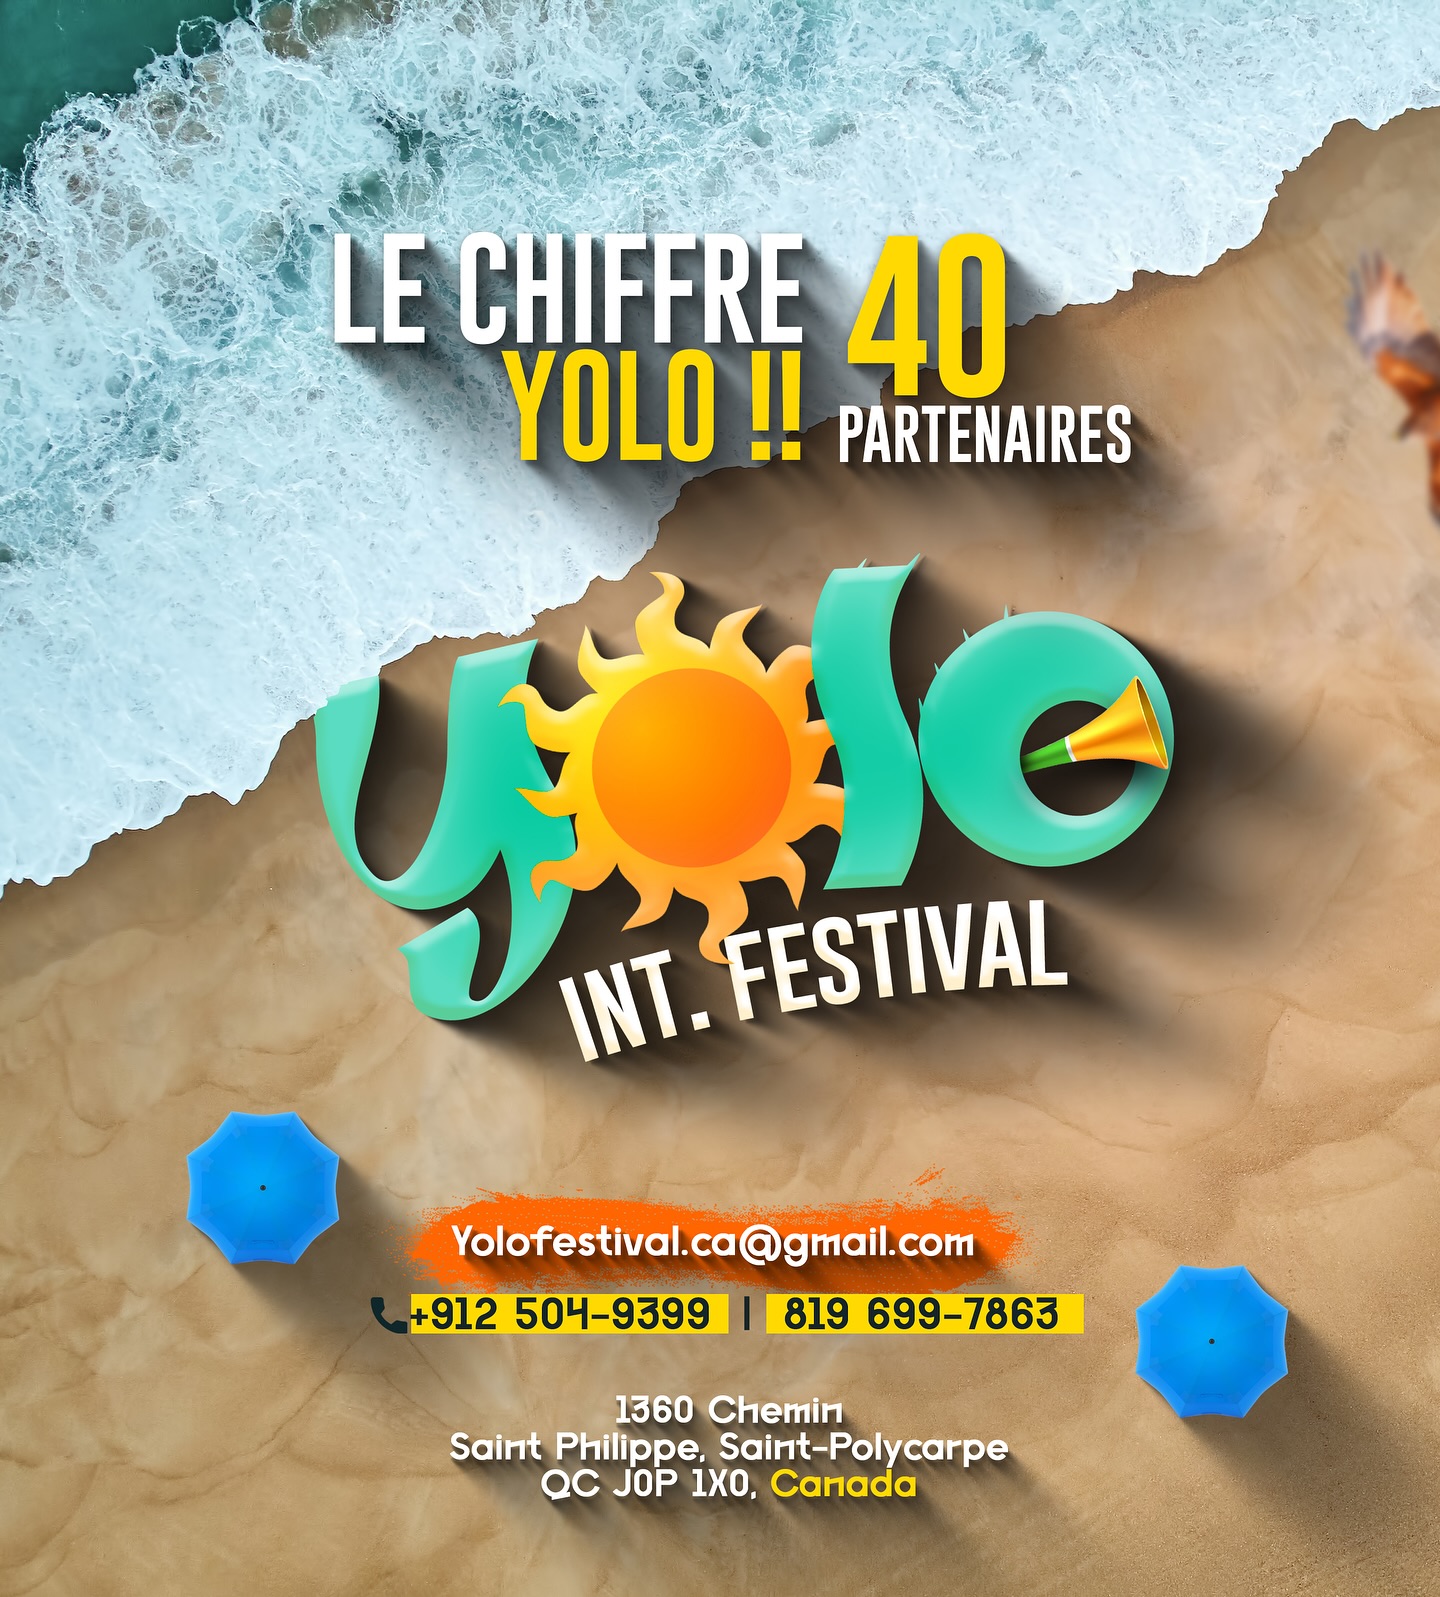 LE CHIFFRE
YOLO !!
40
PARTENAIRES
yolo
INT. FESTIVAL
Yolofestival.ca@gmail.com
+912 504-9399 | 819 699-7863
1360 Chemin
Saint Philippe, Saint-Polycarpe
QC J0P 1X0, Canada